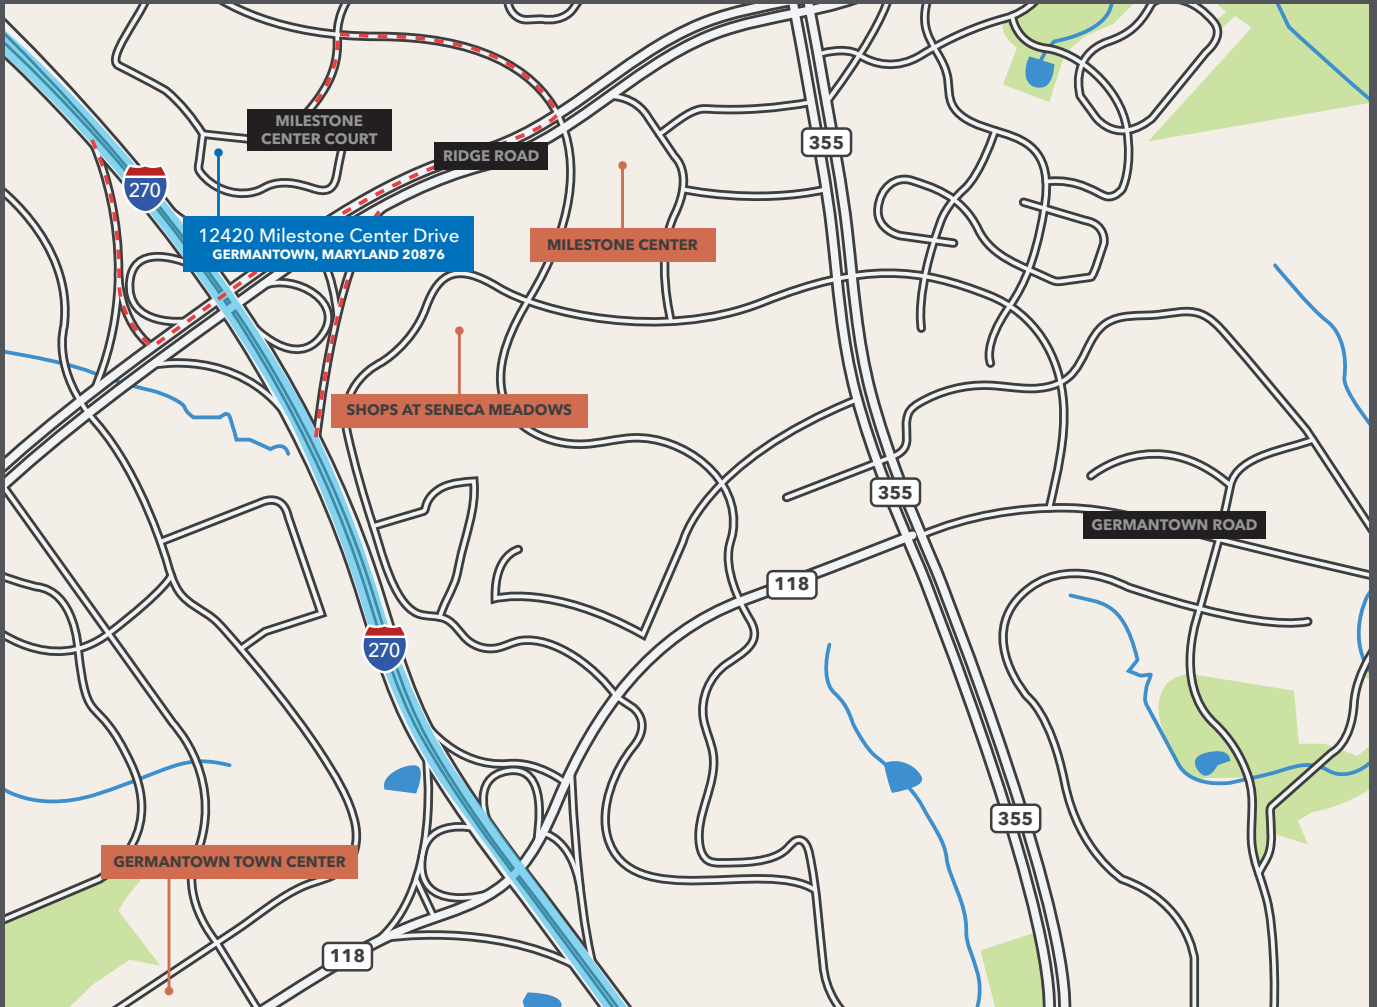 MILESTONE
CENTER COURT
355
RIDGE ROAD
270
12420 Milestone Center Drive
GERMANTOWN, MARYLAND 20876
MILESTONE CENTER
SHOPS AT SENECA MEADOWS
355
GERMANTOWN ROAD
118
270
355
GERMANTOWN TOWN CENTER
118